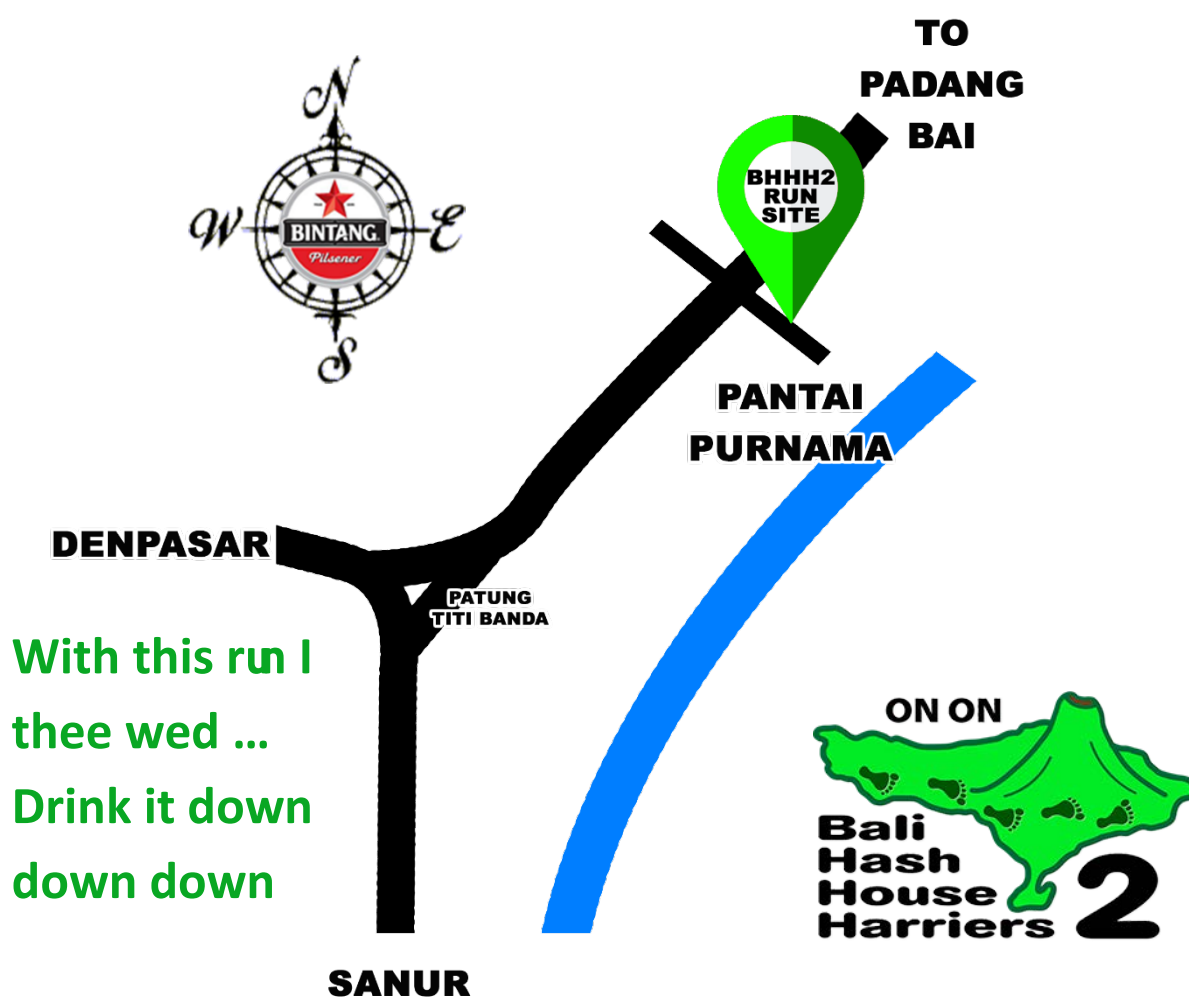 TO
PADANG
BAI
N
W
E
S
BINTANG
Pilsener
BHHH2
RUN
SITE
PANTAI
PURNAMA
DENPASAR
PATUNG
TITI BANDA
With this run I
thee wed ...
Drink it down
down down
SANUR
ON ON
Bali
Hash
House
Harriers 2